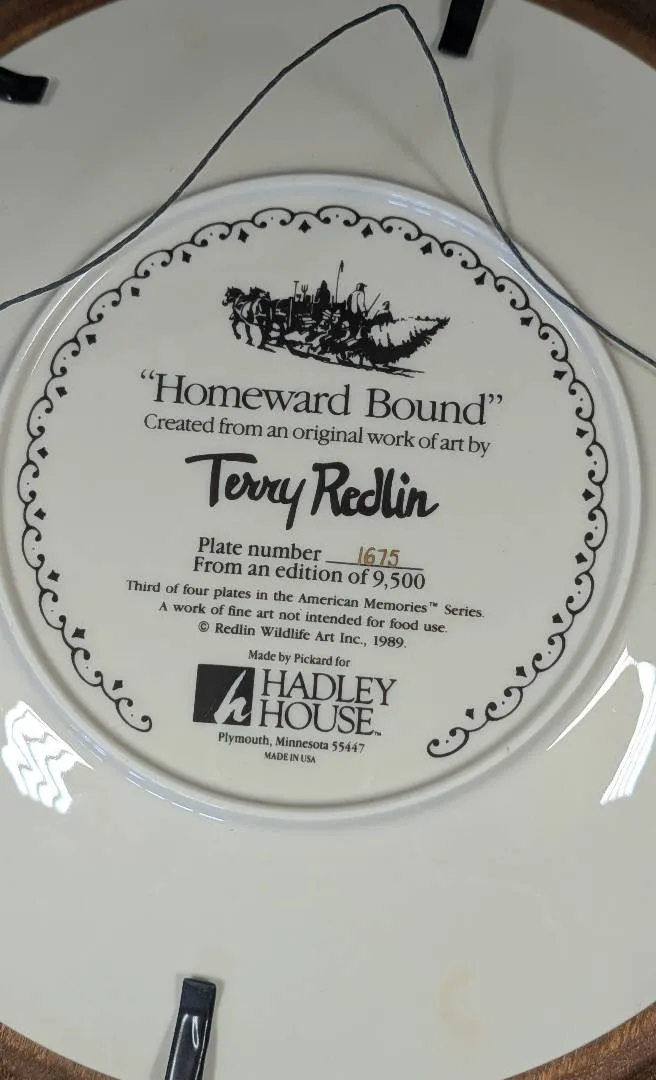 “Homeward Bound”
Created from an original work of art by
Terry Redlin
Plate number 1675
From an edition of 9,500
Third of four plates in the American Memories™ Series.
A work of fine art not intended for food use.
© Redlin Wildlife Art Inc., 1989.
Made by Pickard for
h HADLEY
HOUSE™
Plymouth, Minnesota 55447
MADE IN USA